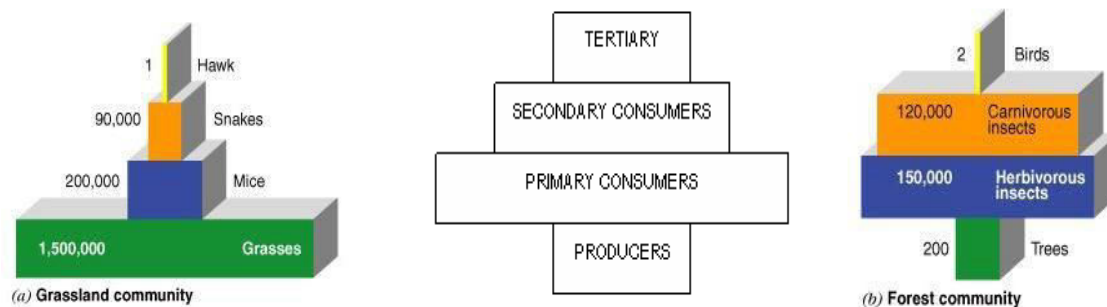 1 Hawk
90,000 Snakes
200,000 Mice
1,500,000 Grasses
(a) Grassland community
TERTIARY
SECONDARY CONSUMERS
PRIMARY CONSUMERS
PRODUCERS
2 Birds
120,000 Carnivorous
insects
150,000 Herbivorous
insects
200 Trees
(b) Forest community